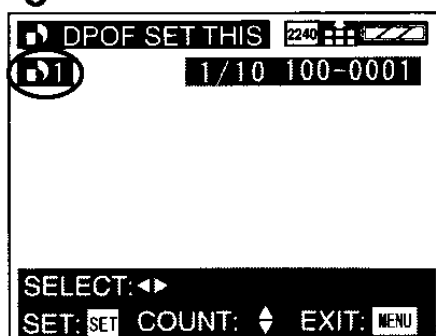 DPOF SET THIS 2240
1 1/10 100-0001
SELECT:◀▶
SET: SET COUNT: ▲▼ EXIT: MENU